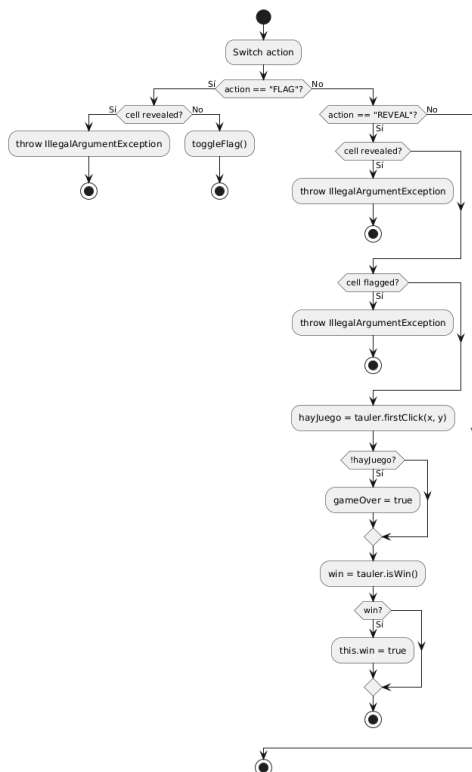 Switch action
Sí
action == "FLAG"?
No
Sí
cell revealed?
No
action == "REVEAL"?
No
Sí
throw IllegalArgumentException
toggleFlag()
cell revealed?
Sí
throw IllegalArgumentException
cell flagged?
Sí
throw IllegalArgumentException
hayJuego = tauler.firstClick(x, y)
!hayJuego?
Sí
gameOver = true
win = tauler.isWin()
win?
Sí
this.win = true